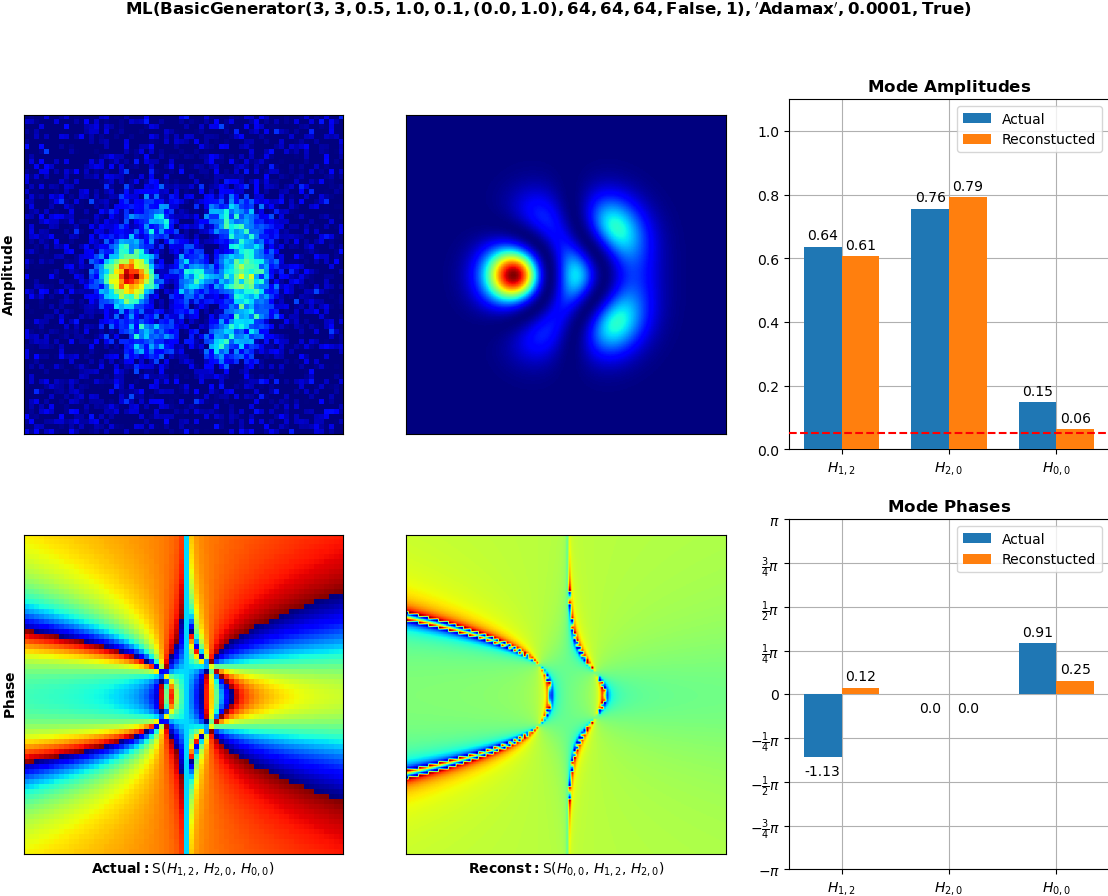 ML(BasicGenerator(3, 3, 0.5, 1.0, 0.1, (0.0, 1.0), 64, 64, 64, False, 1), ′Adamax′, 0.0001, True)
Amplitude
Mode Amplitudes
Actual
Reconstucted
1.0
0.8
0.6
0.4
0.2
0.0
0.64
0.61
0.76
0.79
0.15
0.06
H1,2
H2,0
H0,0
Phase
Actual: S(H1,2, H2,0, H0,0)
Reconst: S(H0,0, H1,2, H2,0)
Mode Phases
Actual
Reconstucted
π
3/4π
1/2π
1/4π
0
−1/4π
−1/2π
−3/4π
−π
-1.13
0.12
0.0
0.0
0.91
0.25
H1,2
H2,0
H0,0